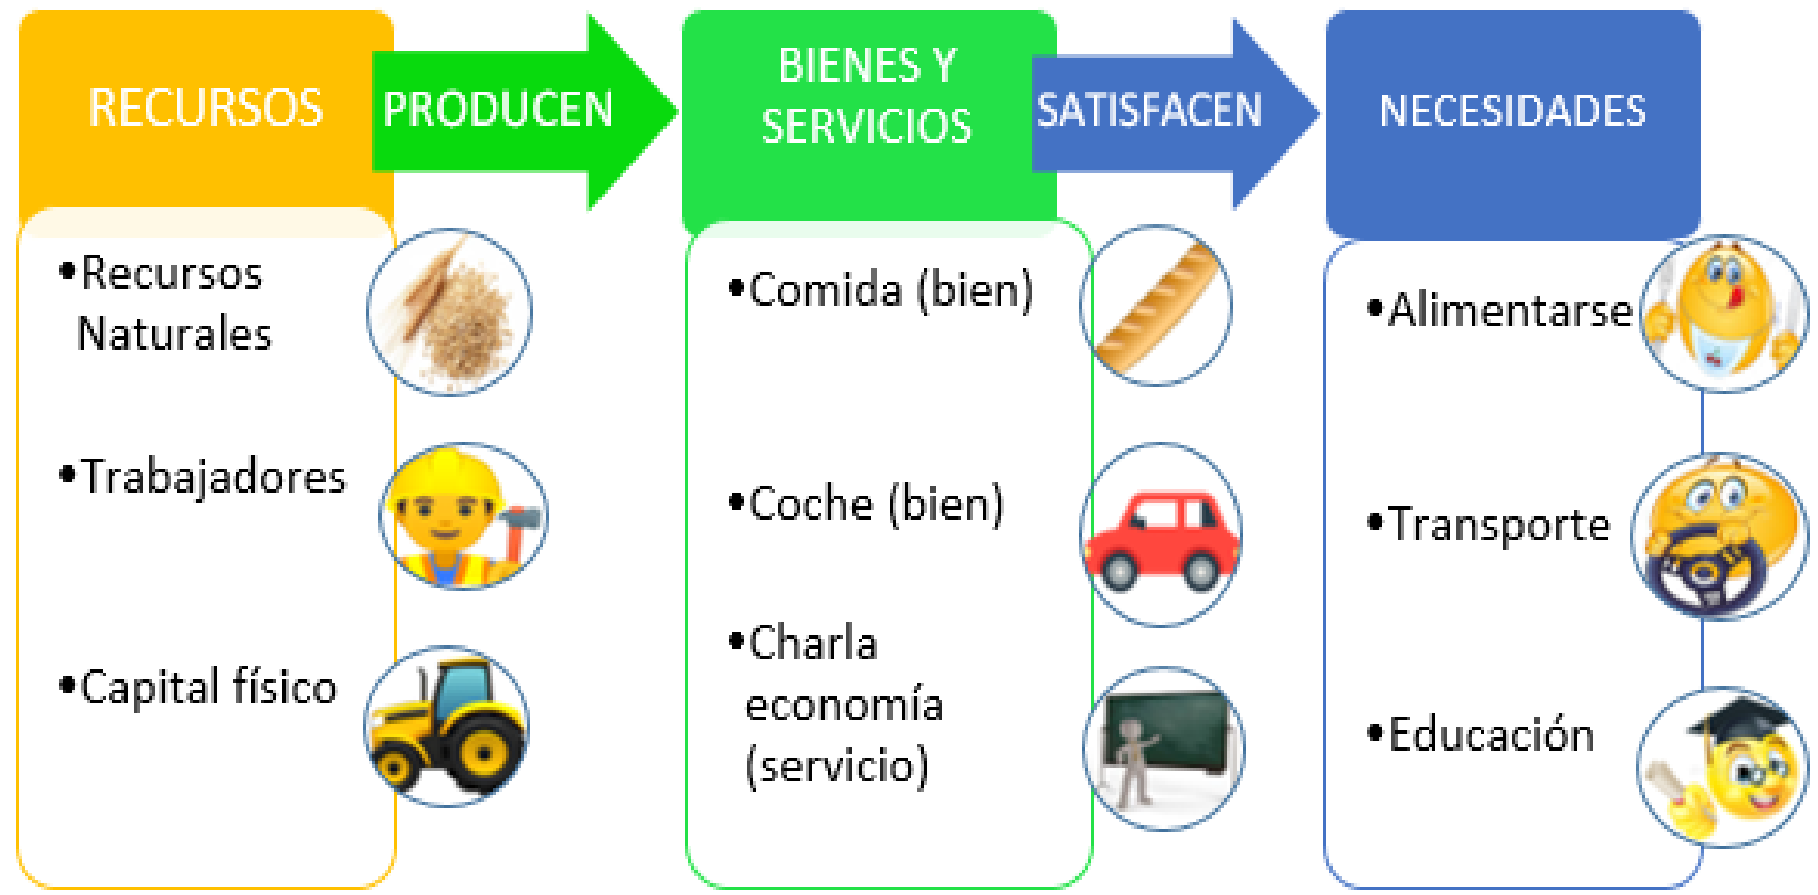 RECURSOS
PRODUCEN
BIENES Y
SERVICIOS
SATISFACEN
NECESIDADES
•Recursos
Naturales
•Trabajadores
•Capital físico
•Comida (bien)
•Coche (bien)
•Charla
economía
(servicio)
•Alimentarse
•Transporte
•Educación